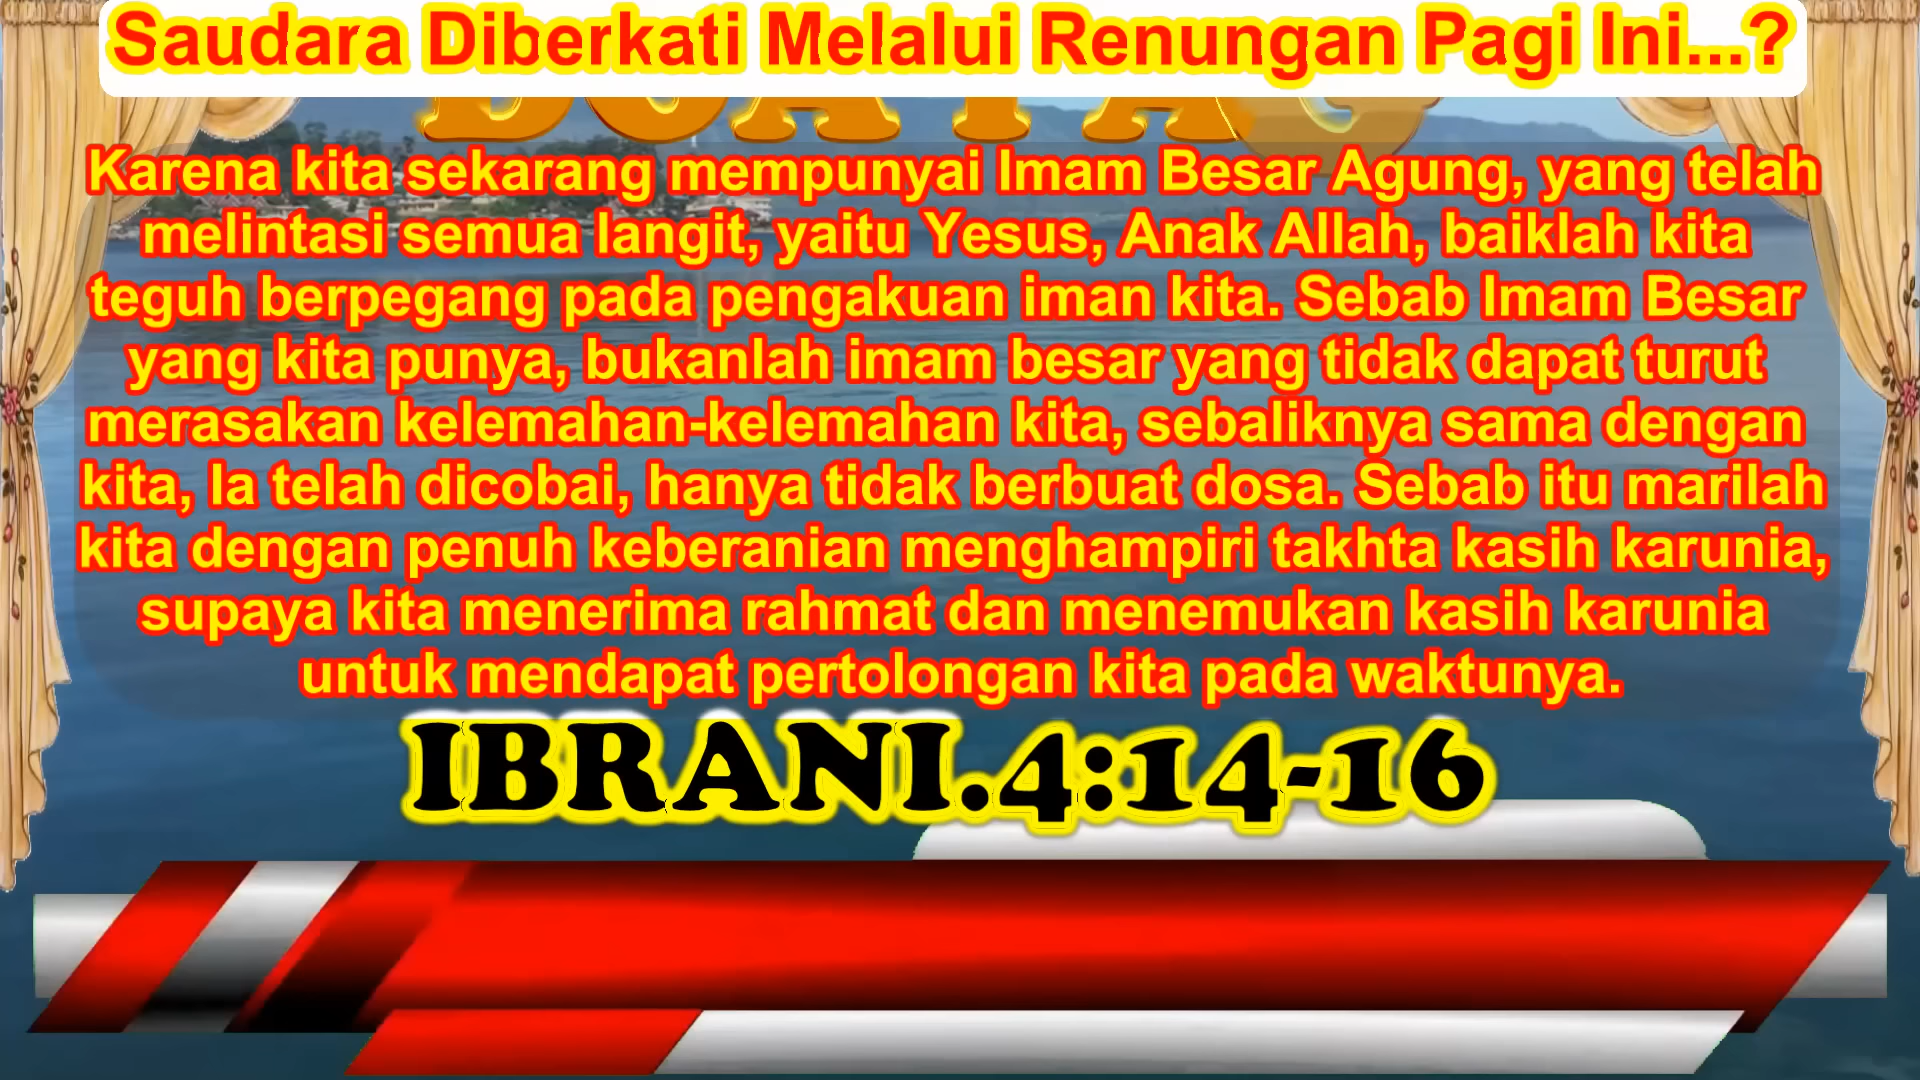 Saudara Diberkati Melalui Renungan Pagi Ini...?
Karena kita sekarang mempunyai Imam Besar Agung, yang telah
melintasi semua langit, yaitu Yesus, Anak Allah, baiklah kita
teguh berpegang pada pengakuan iman kita. Sebab Imam Besar
yang kita punya, bukanlah imam besar yang tidak dapat turut
merasakan kelemahan-kelemahan kita, sebaliknya sama dengan
kita, Ia telah dicobai, hanya tidak berbuat dosa. Sebab itu marilah
kita dengan penuh keberanian menghampiri takhta kasih karunia,
supaya kita menerima rahmat dan menemukan kasih karunia
untuk mendapat pertolongan kita pada waktunya.
IBRANI.4:14-16